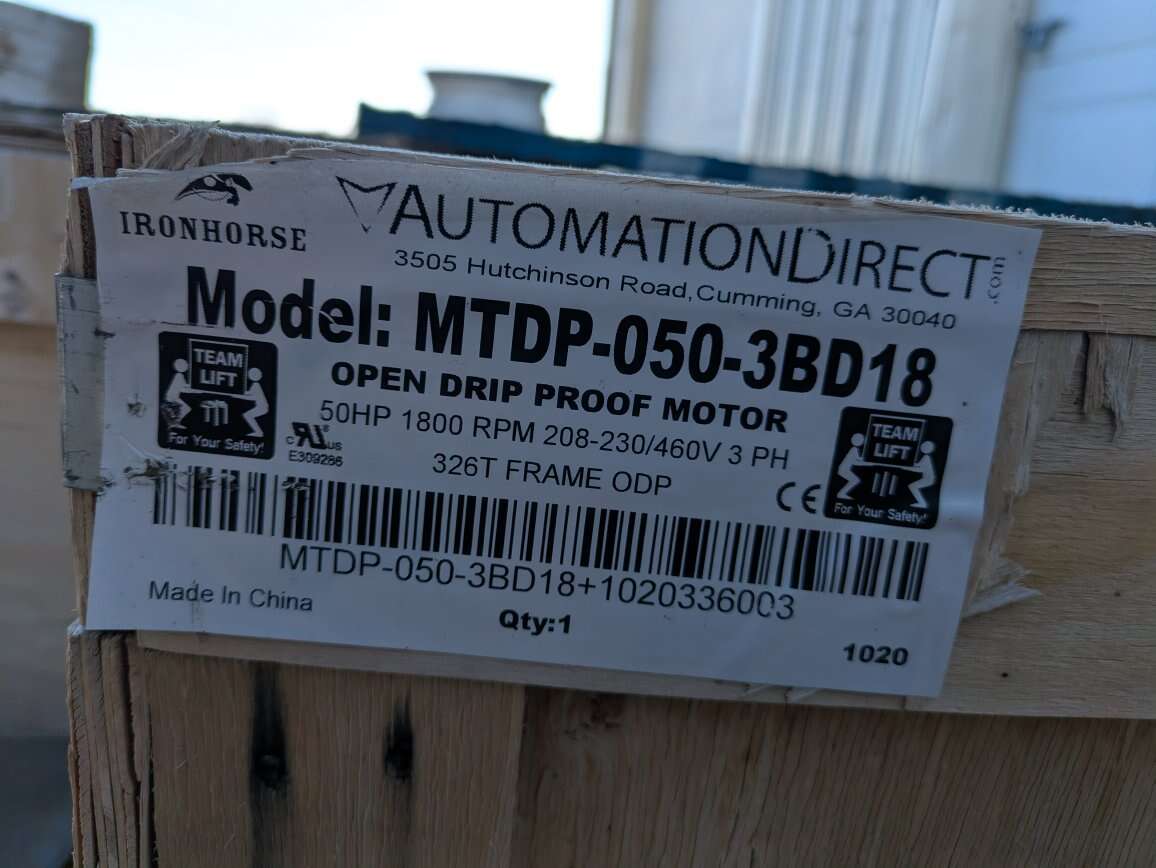 IRONHORSE
AUTOMATIONDIRECT.com
3505 Hutchinson Road, Cumming, GA 30040
Model: MTDP-050-3BD18
OPEN DRIP PROOF MOTOR
50HP 1800 RPM 208-230/460V 3 PH
326T FRAME ODP
TEAM
LIFT
For Your Safety!
c RU® us
E309286
CE
TEAM
LIFT
For Your Safety!
MTDP-050-3BD18+1020336003
Made In China
Qty:1
1020